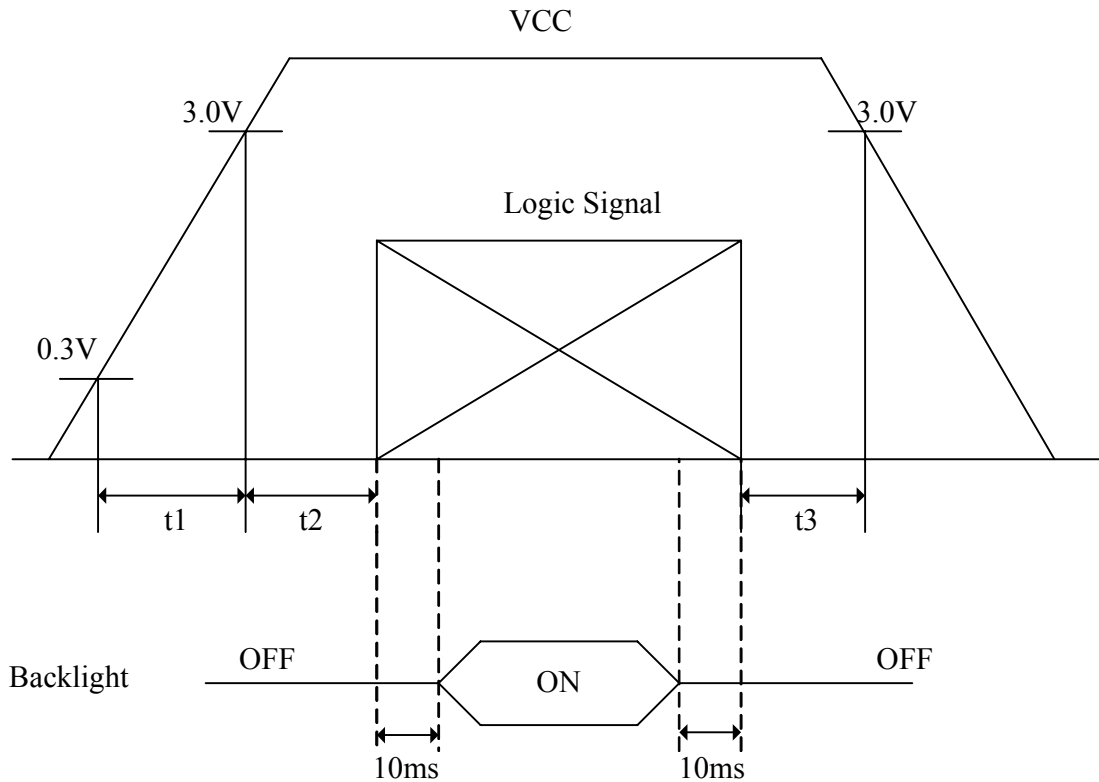 VCC
3.0V
3.0V
Logic Signal
0.3V
t1
t2
t3
Backlight
OFF
ON
OFF
10ms
10ms